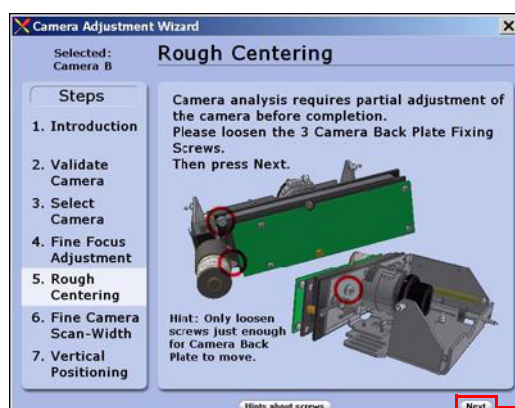 Camera Adjustment Wizard
Selected:
Camera B
Rough Centering
Steps
1. Introduction
2. Validate
Camera
3. Select
Camera
4. Fine Focus
Adjustment
5. Rough
Centering
6. Fine Camera
Scan-Width
7. Vertical
Positioning
Camera analysis requires partial adjustment of
the camera before completion.
Please loosen the 3 Camera Back Plate Fixing
Screws.
Then press Next.
Hint: Only loosen
screws just enough
for Camera Back
Plate to move.
Hints about screws
Next